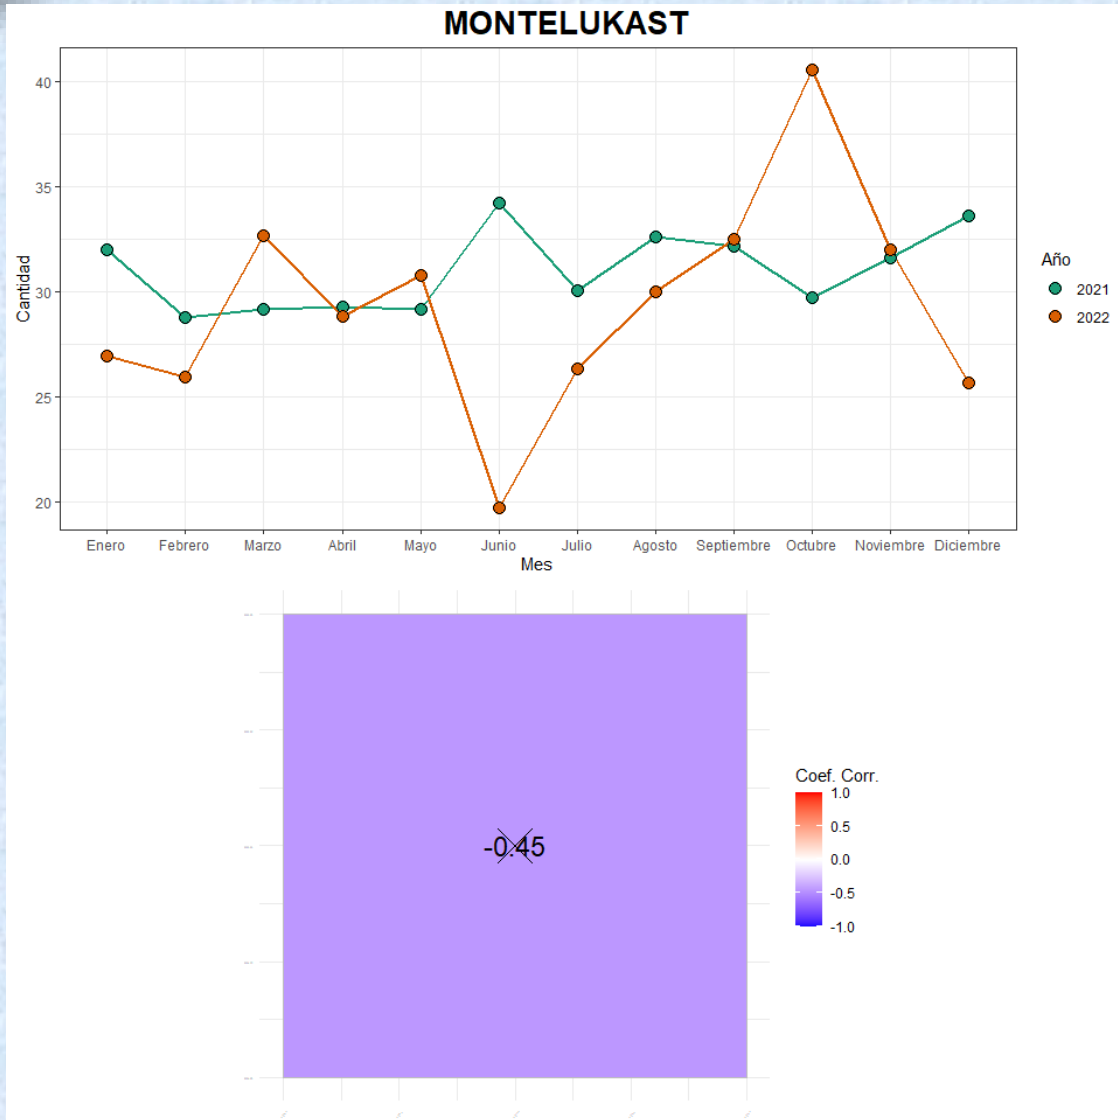 MONTELUKAST
40
35
30
25
20
Cantidad
Enero Febrero Marzo Abril Mayo Junio Julio Agosto Septiembre Octubre Noviembre Diciembre
Mes
Año
2021
2022
-0.45
Coef. Corr.
1.0
0.5
0.0
-0.5
-1.0